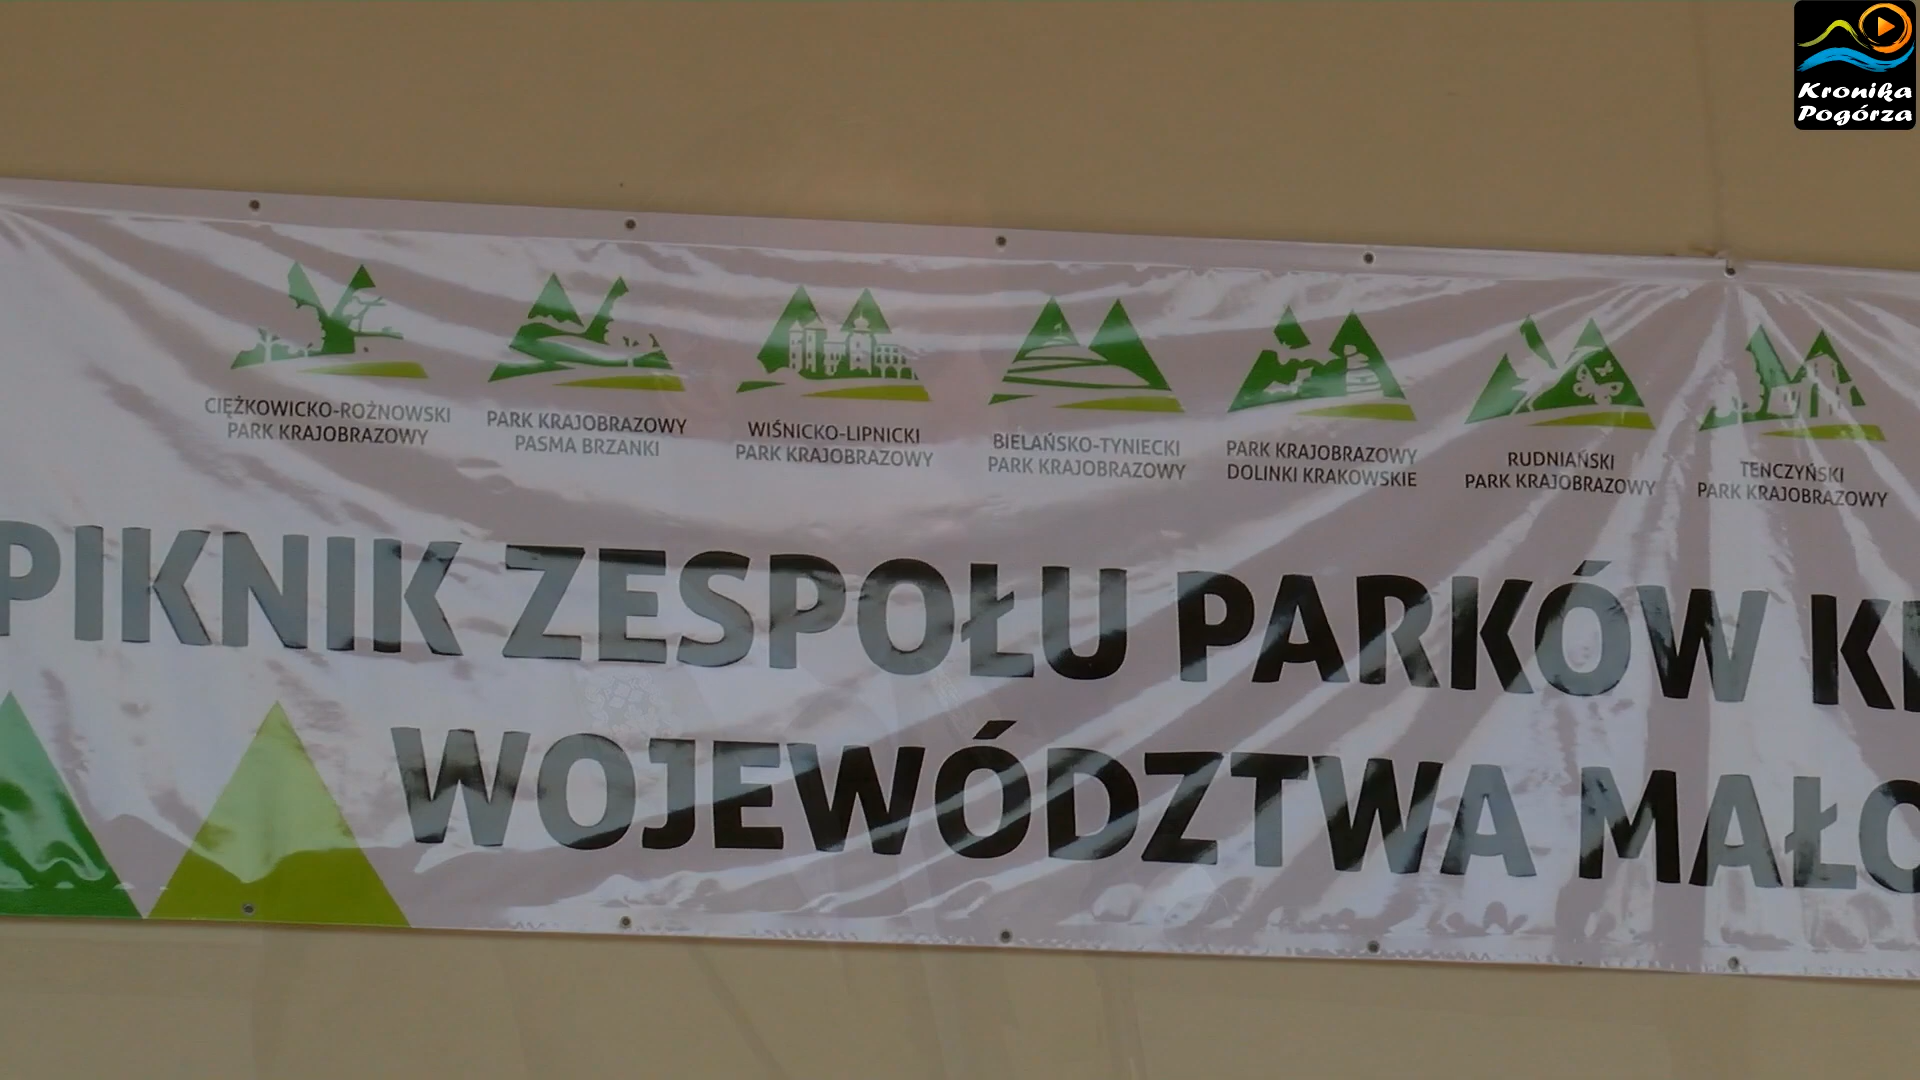 Kronika
Pogórza
CIĘŻKOWICKO-ROŻNOWSKI
PARK KRAJOBRAZOWY
PARK KRAJOBRAZOWY
PASMA BRZANKI
WIŚNICKO-LIPNICKI
PARK KRAJOBRAZOWY
BIELAŃSKO-TYNIECKI
PARK KRAJOBRAZOWY
PARK KRAJOBRAZOWY
DOLINKI KRAKOWSKIE
RUDNIAŃSKI
PARK KRAJOBRAZOWY
TENCZYŃSKI
PARK KRAJOBRAZOWY
PIKNIK ZESPOŁU PARKÓW
WOJEWÓDZTWA MAŁO